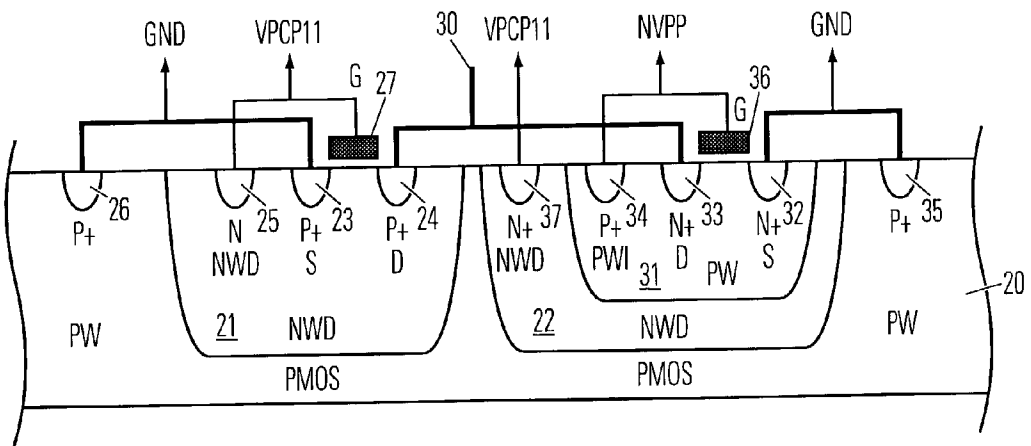 GND VPCP11 30 VPCP11 NVPP GND
G 27 G 36
26 25 23 24 37 34 33 32 35
P+ N P+ P+ N+ P+ N+ N+ P+
NWD S D NWD PWI D PW S
31
20
PW 21 NWD 22 NWD PW
PMOS PMOS